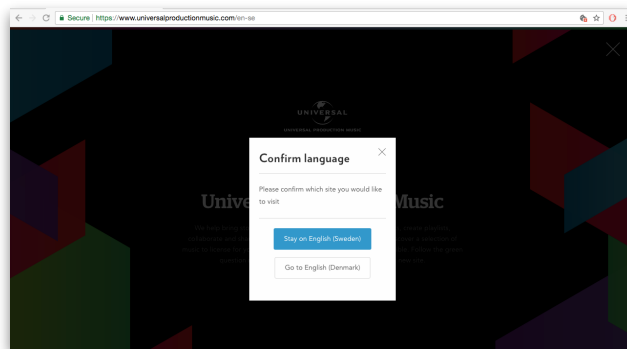 Secure | https://www.universalproductionmusic.com/en-se
UNIVERSAL
UNIVERSAL PRODUCTION MUSIC
Confirm language
Please confirm which site you would like
to visit
Unive Music
Stay on English (Sweden)
Go to English (Denmark)